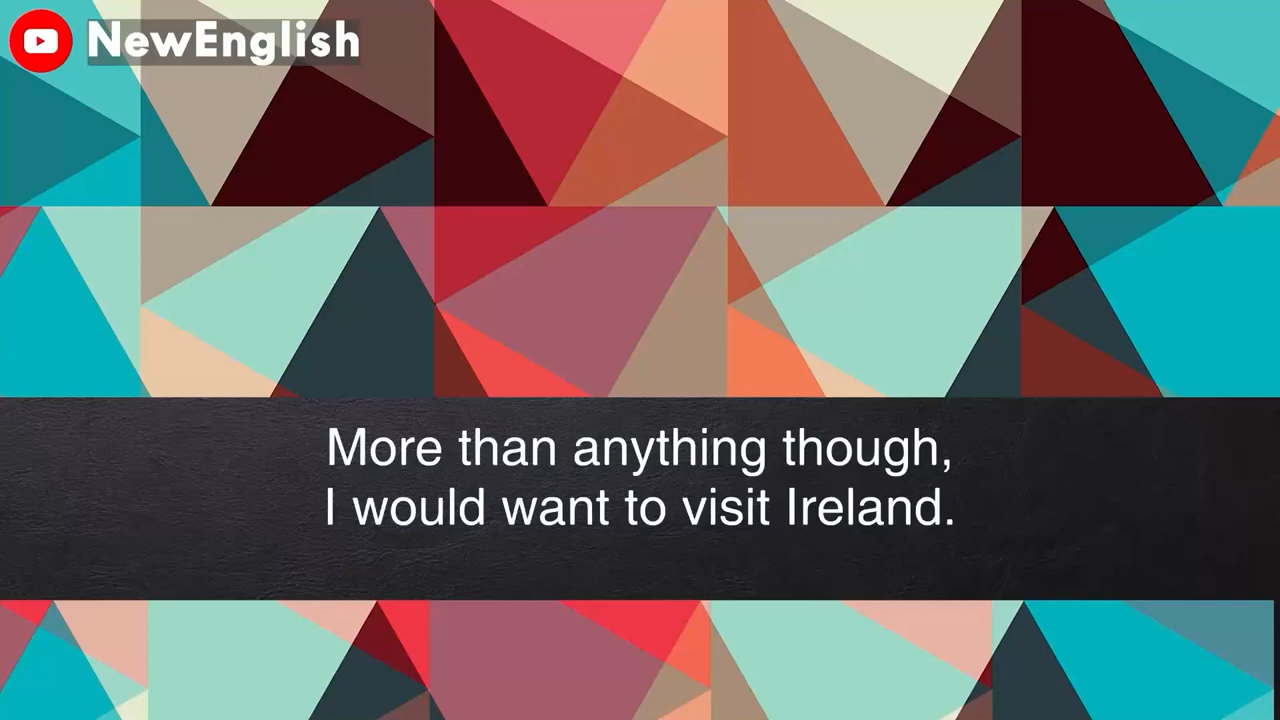 NewEnglish
More than anything though,
I would want to visit Ireland.